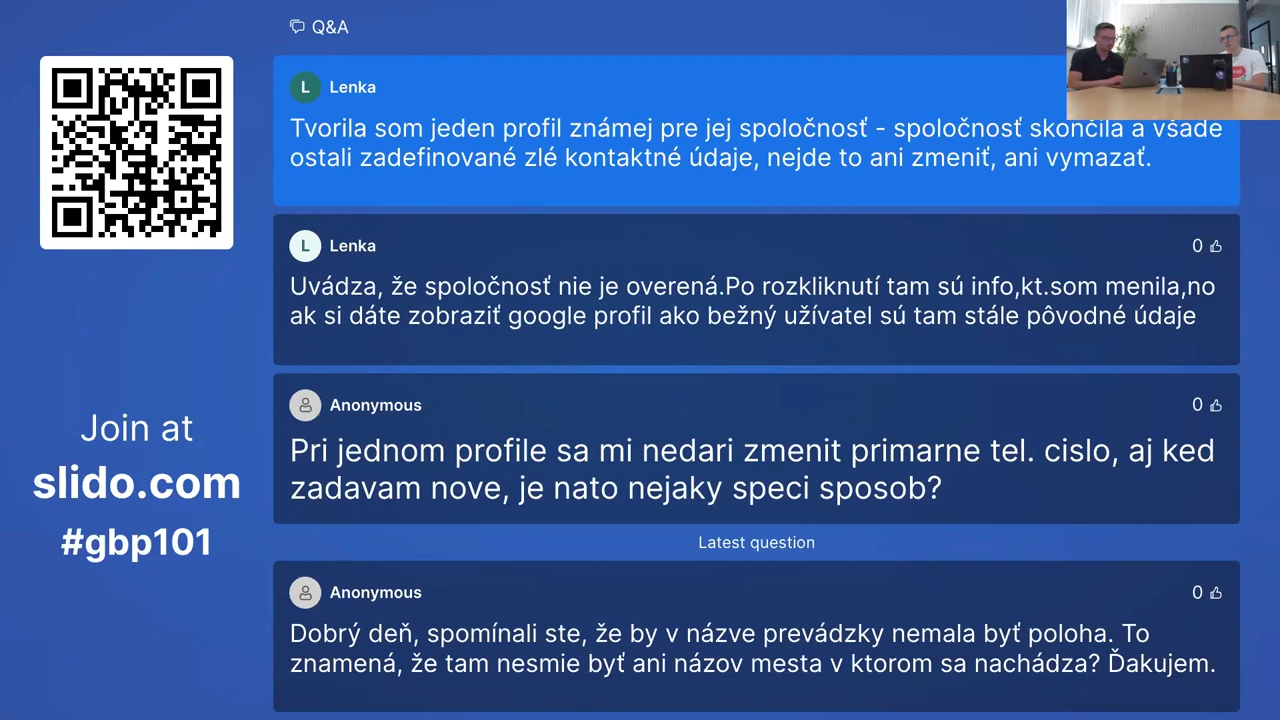 Q&A
L Lenka
Tvorila som jeden profil známej pre jej spoločnosť - spoločnosť skončila a všade
ostali zadefinované zlé kontaktné údaje, nejde to ani zmeniť, ani vymazať.
L Lenka 0
Uvádza, že spoločnosť nie je overená.Po rozkliknutí tam sú info,kt.som menila,no
ak si dáte zobraziť google profil ako bežný užívatel sú tam stále pôvodné údaje
Anonymous 0
Pri jednom profile sa mi nedari zmenit primarne tel. cislo, aj ked
zadavam nove, je nato nejaky speci sposob?
Latest question
Anonymous 0
Dobrý deň, spomínali ste, že by v názve prevádzky nemala byť poloha. To
znamená, že tam nesmie byť ani názov mesta v ktorom sa nachádza? Ďakujem.
Join at
slido.com
#gbp101